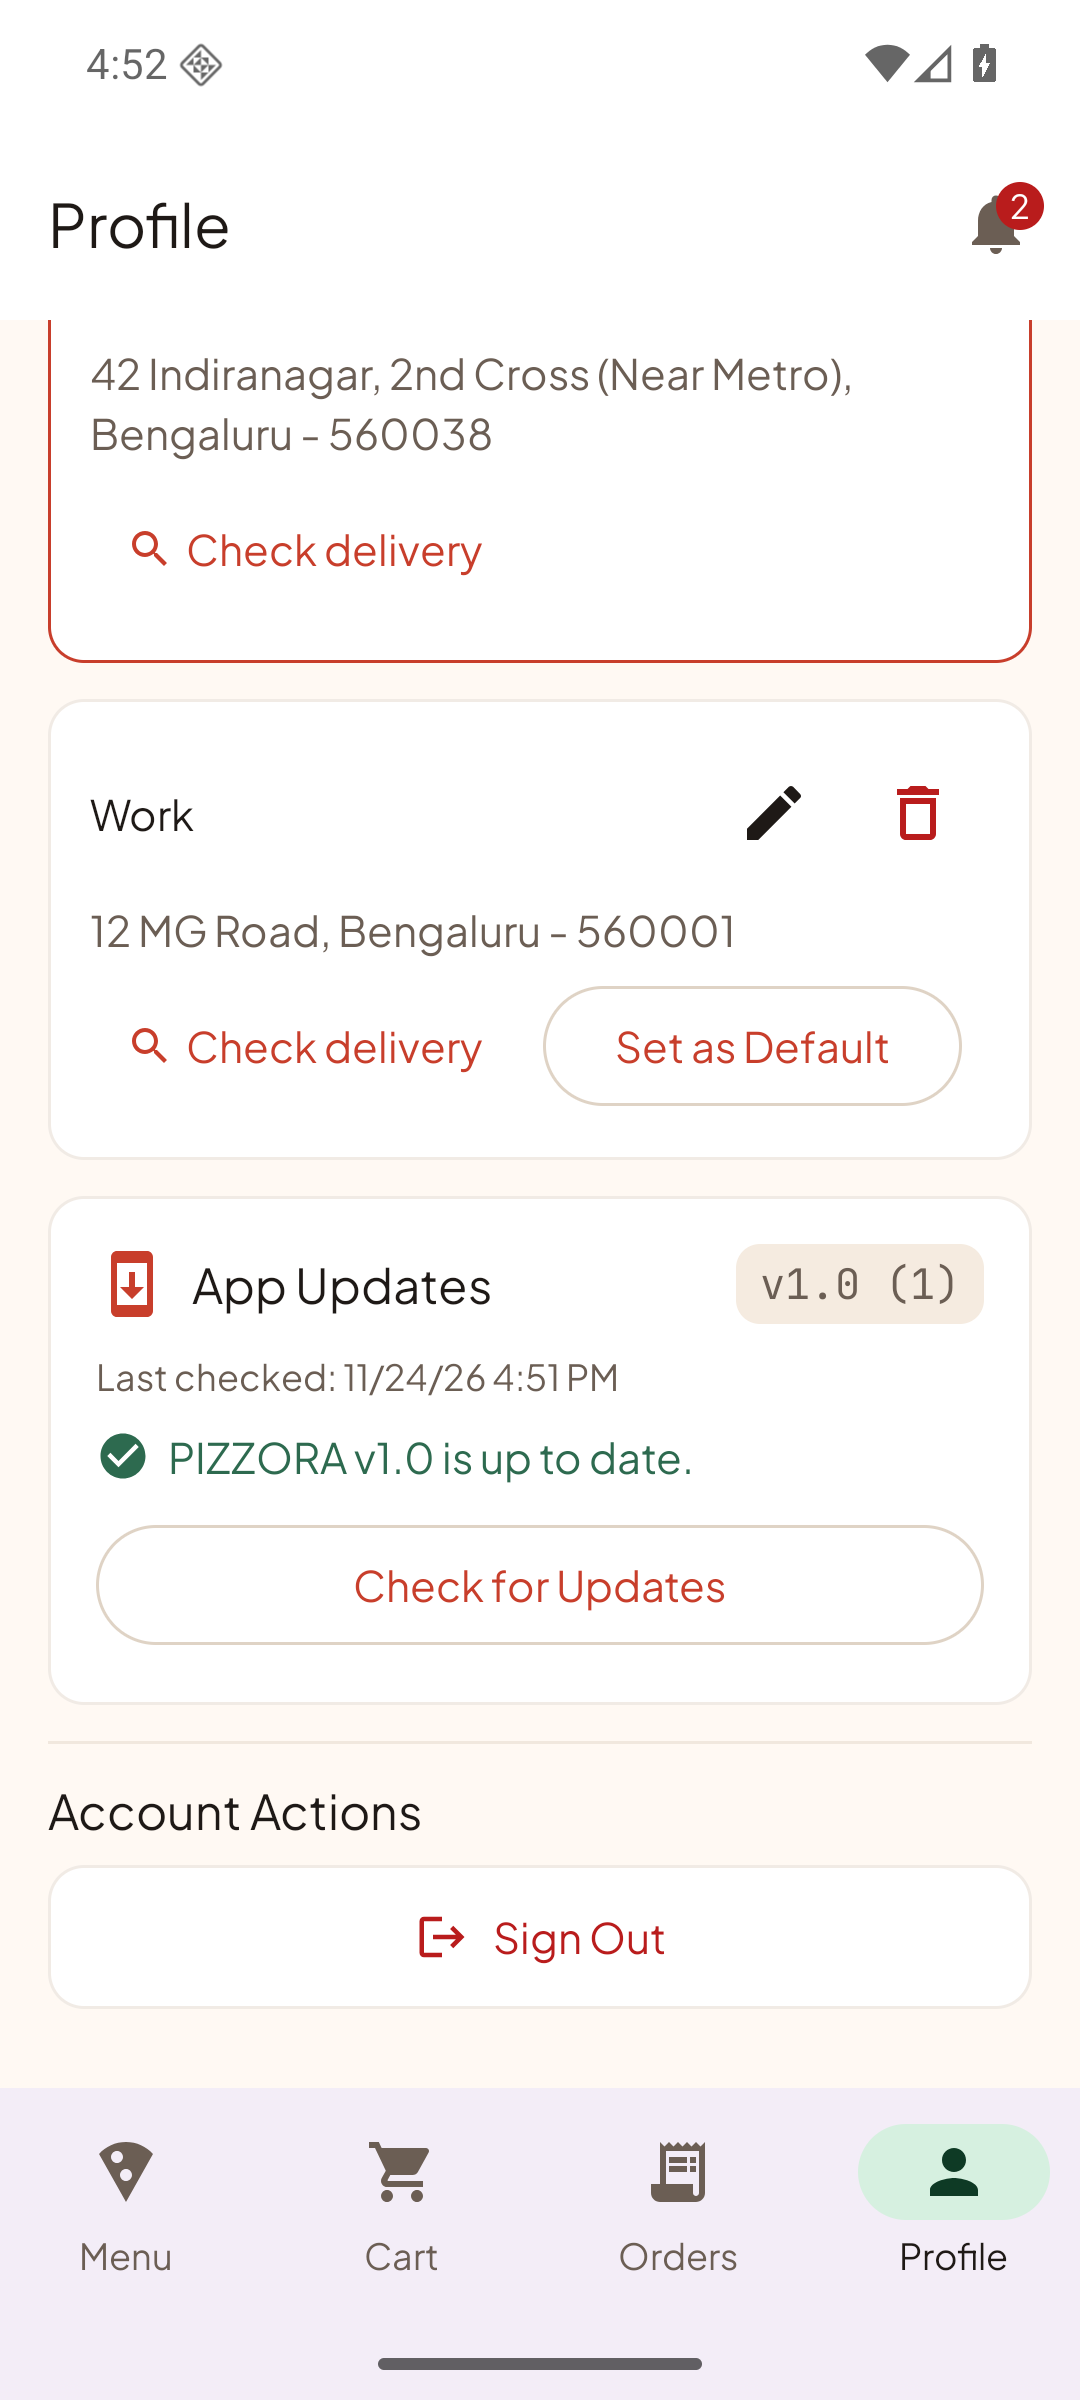 4:52
Profile
2
42 Indiranagar, 2nd Cross (Near Metro),
Bengaluru - 560038
Check delivery
Work
12 MG Road, Bengaluru - 560001
Check delivery
Set as Default
App Updates
v1.0 (1)
Last checked: 11/24/26 4:51 PM
PIZZORA v1.0 is up to date.
Check for Updates
Account Actions
Sign Out
Menu
Cart
Orders
Profile